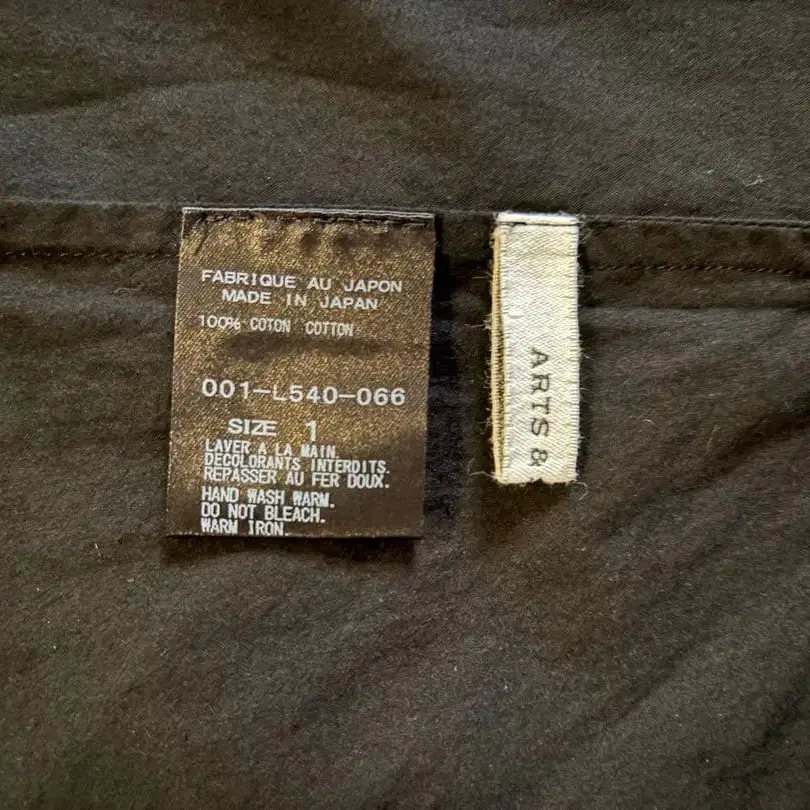 FABRIQUE AU JAPON
MADE IN JAPAN
100% COTON COTTON
001-L540-066
SIZE 1
LAVER A LA MAIN.
DECOLORANTS INTERDITS.
REPASSER AU FER DOUX.
HAND WASH WARM.
DO NOT BLEACH.
WARM IRON.
ARTS &